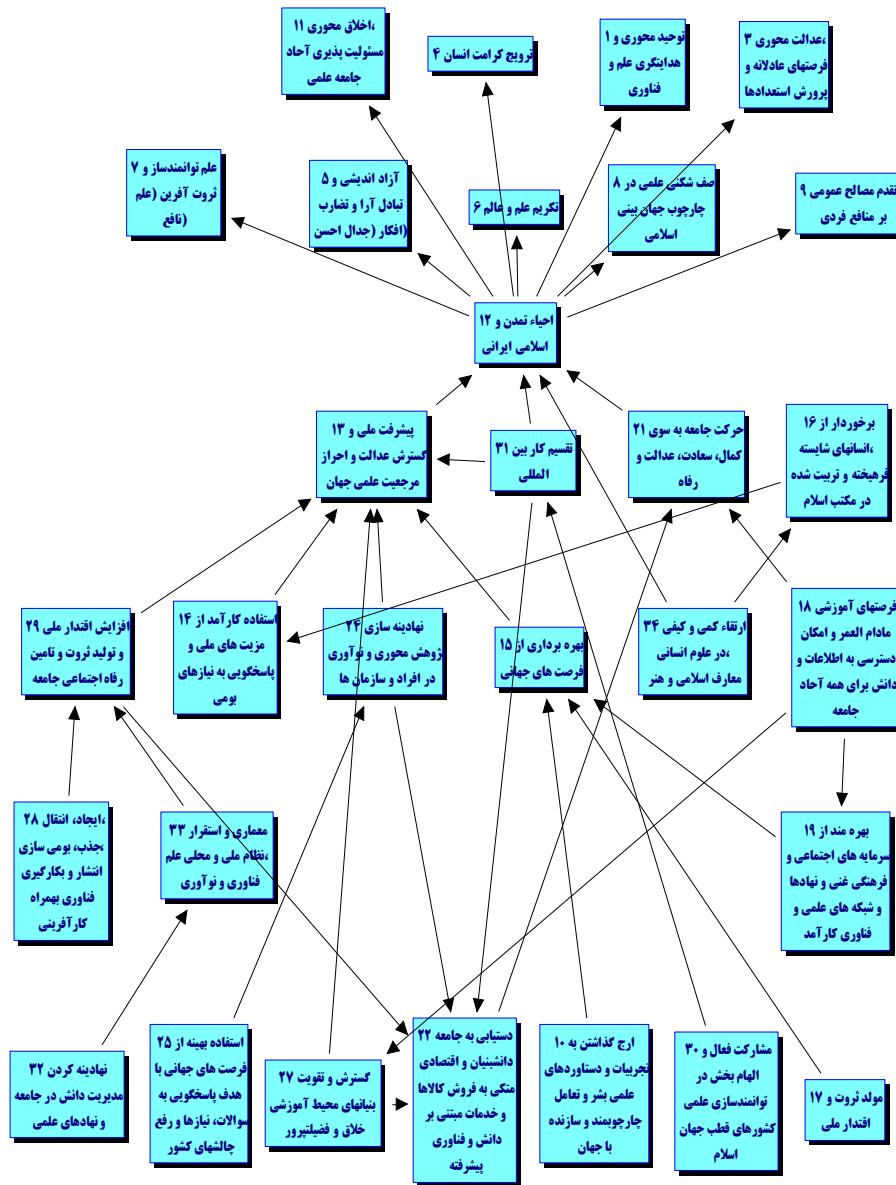 ۱۱ اخلاق محوری،
مسئولیت پذیری آحاد
جامعه علمی
۴ ترویج کرامت انسان
۱ توحید محوری و
هدایتگری علم و
فناوری
۳ عدالت محوری،
فرصتهای عادلانه و
پرورش استعدادها
۷ علم توانمندساز و
ثروت آفرین (علم
نافع)
۵ آزاد اندیشی و
تبادل آرا و تضارب
افکار (جدال احسن)
۶ تکریم علم و عالم
۸ صف شکنی علمی در
چارچوب جهان بینی
اسلامی
۹ تقدم مصالح عمومی
بر منافع فردی
۱۲ احیاء تمدن و
اسلامی ایرانی
۱۳ پیشرفت ملی و
گسترش عدالت و احراز
مرجعیت علمی جهان
۳۱ تقسیم کار بین
المللی
۲۱ حرکت جامعه به سوی
کمال، سعادت، عدالت و
رفاه
۱۶ برخوردار از
انسانهای شایسته،
فرهیخته و تربیت شده
در مکتب اسلام
۲۹ افزایش اقتدار ملی
و تولید ثروت و تامین
رفاه اجتماعی جامعه
۱۴ استفاده کارآمد از
مزیت های ملی و
پاسخگویی به نیازهای
بومی
۲۴ نهادینه سازی
پژوهش محوری و نوآوری
در افراد و سازمان ها
۱۵ بهره برداری از
فرصت های جهانی
۳۴ ارتقاء کمی و کیفی
در علوم انسانی،
معارف اسلامی و هنر
۱۸ فرصتهای آموزشی
مادام العمر و امکان
دسترسی به اطلاعات و
دانش برای همه آحاد
جامعه
۲۸ ایجاد، انتقال،
جذب، بومی سازی،
انتشار و بکارگیری
فناوری بهمراه
کارآفرینی
۳۳ معماری و استقرار
نظام ملی و محلی علم،
فناوری و نوآوری
۱۹ بهره مند از
سرمایه های اجتماعی و
فرهنگی غنی و نهادها
و شبکه های علمی و
فناوری کارآمد
۳۲ نهادینه کردن
مدیریت دانش در جامعه
و نهادهای علمی
۲۵ استفاده بهینه از
فرصت های جهانی با
هدف پاسخگویی به
سوالات، نیازها و رفع
چالشهای کشور
۲۷ گسترش و تقویت
بنیانهای محیط آموزشی
خلاق و فضیلتپرور
۲۲ دستیابی به جامعه
دانشبنیان و اقتصادی
متکی به فروش کالاها
و خدمات مبتنی بر
دانش و فناوری
پیشرفته
۱۰ ارج گذاشتن به
تجربیات و دستاوردهای
علمی بشر و تعامل
چارچوبمند و سازنده
با جهان
۳۰ مشارکت فعال و
الهام بخش در
توانمندسازی علمی
کشورهای قطب جهان
اسلام
۱۷ مولد ثروت و
اقتدار ملی